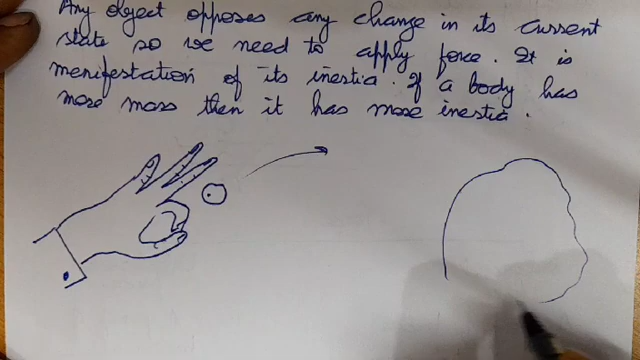 Any object opposes any change in its current
state so we need to apply force. It is
menifestation of its inertia. If a body has
more mass then it has more inertia.